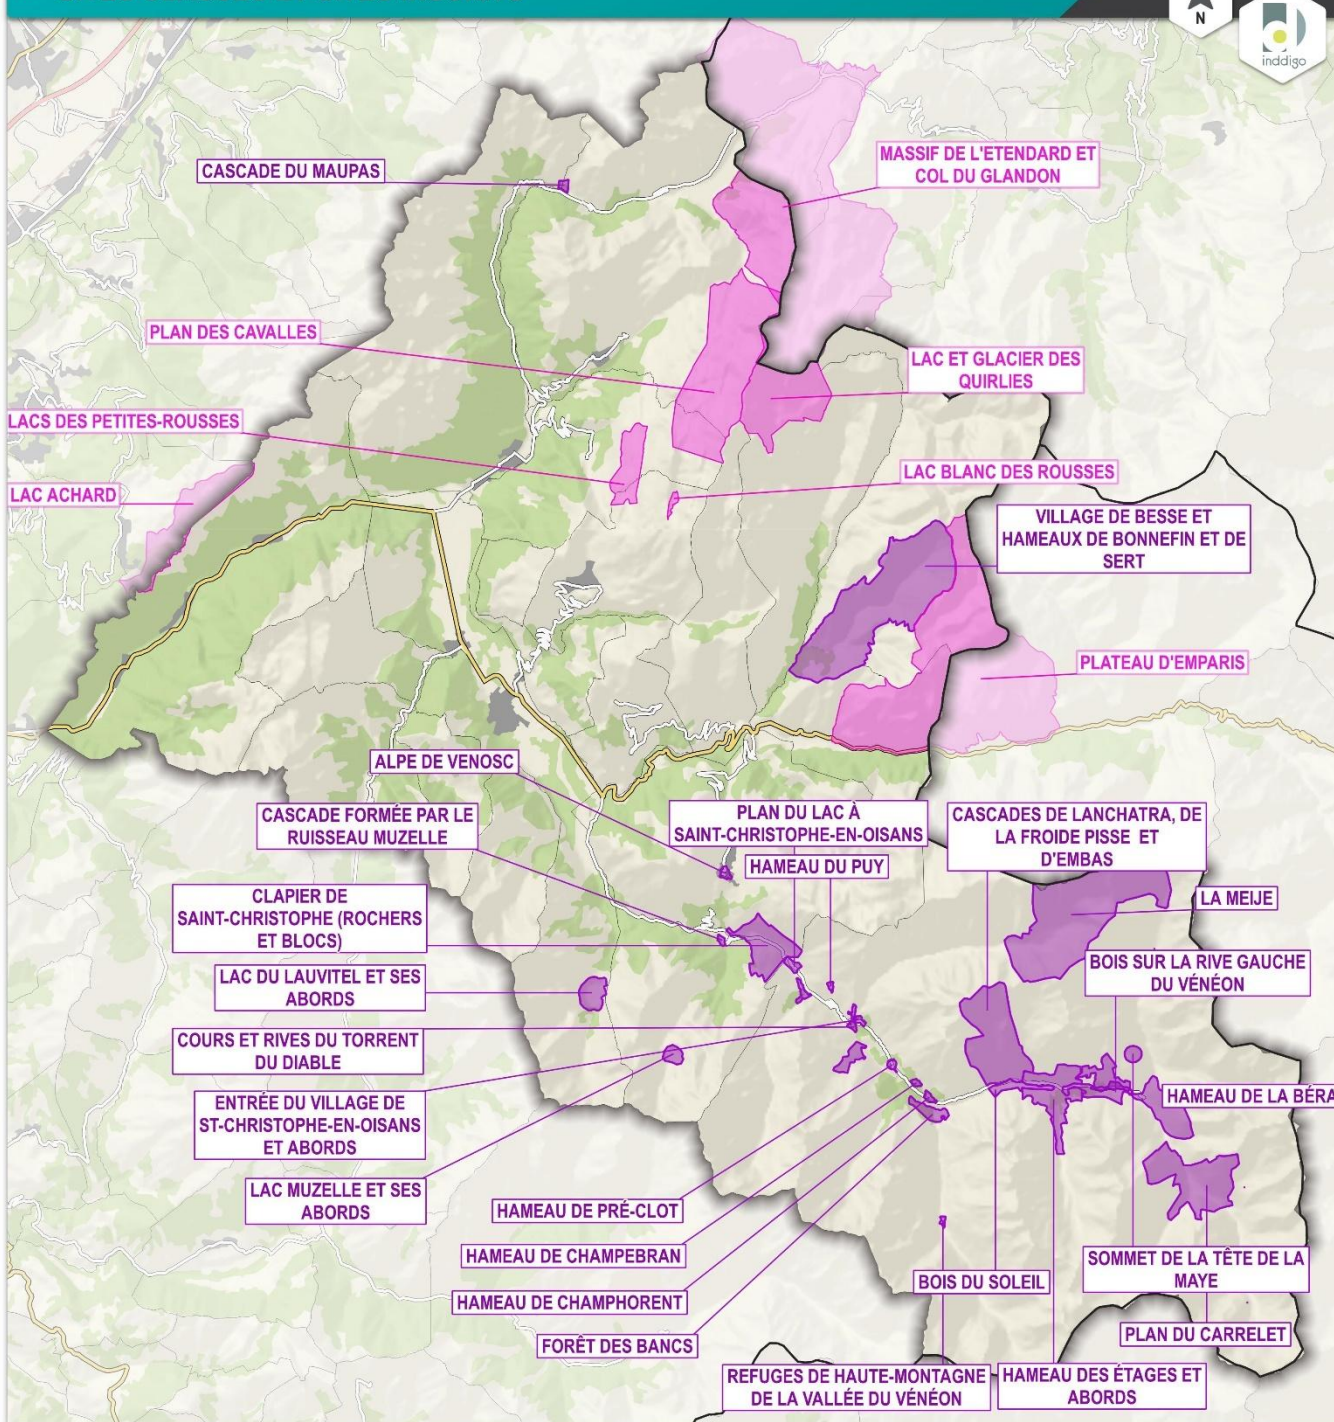 N
inddigo
CASCADE DU MAUPAS
MASSIF DE L'ETENDARD ET
COL DU GLANDON
PLAN DES CAVALLES
LAC ET GLACIER DES
QUIRLIES
LACS DES PETITES-ROUSSES
LAC BLANC DES ROUSSES
LAC ACHARD
VILLAGE DE BESSE ET
HAMEAUX DE BONNEFIN ET DE
SERT
PLATEAU D'EMPARIS
ALPE DE VENOSC
CASCADE FORMÉE PAR LE
RUISSEAU MUZELLE
PLAN DU LAC À
SAINT-CHRISTOPHE-EN-OISANS
CASCADES DE LANCHATRA, DE
LA FROIDE PISSE ET
D'EMBAS
HAMEAU DU PUY
CLAPIER DE
SAINT-CHRISTOPHE (ROCHERS
ET BLOCS)
LA MEIJE
LAC DU LAUVITEL ET SES
ABORDS
BOIS SUR LA RIVE GAUCHE
DU VÉNÉON
COURS ET RIVES DU TORRENT
DU DIABLE
ENTRÉE DU VILLAGE DE
ST-CHRISTOPHE-EN-OISANS
ET ABORDS
HAMEAU DE LA BÉRA
LAC MUZELLE ET SES
ABORDS
HAMEAU DE PRÉ-CLOT
HAMEAU DE CHAMPEBRAN
BOIS DU SOLEIL
SOMMET DE LA TÊTE DE LA
MAYE
HAMEAU DE CHAMPHORENT
FORÊT DES BANCS
PLAN DU CARRELET
REFUGES DE HAUTE-MONTAGNE
DE LA VALLÉE DU VÉNÉON
HAMEAU DES ÉTAGES ET
ABORDS